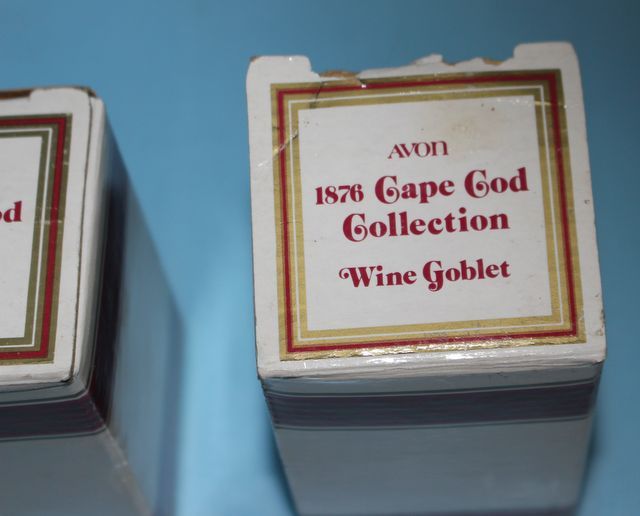 AVON
1876 Cape Cod
Collection
Wine Goblet